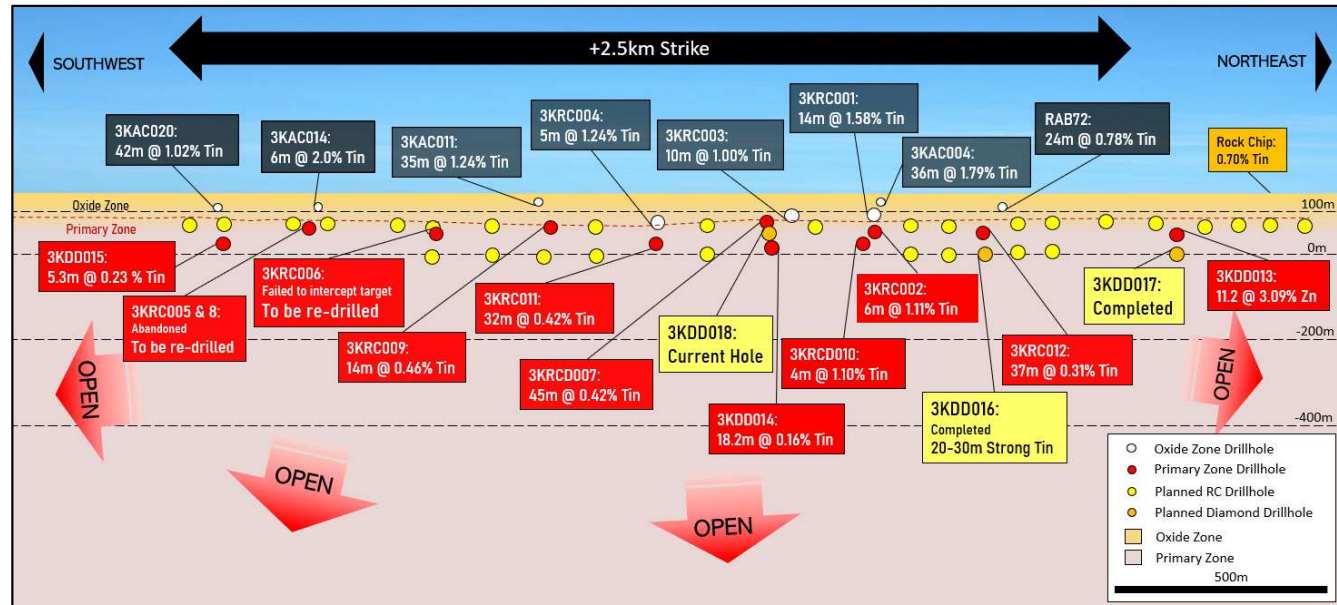 +2.5km Strike
SOUTHWEST
NORTHEAST
3KAC020:
42m @ 1.02% Tin
3KAC014:
6m @ 2.0% Tin
3KAC011:
35m @ 1.24% Tin
3KRC004:
5m @ 1.24% Tin
3KRC003:
10m @ 1.00% Tin
3KRC001:
14m @ 1.58% Tin
3KAC004:
36m @ 1.79% Tin
RAB72:
24m @ 0.78% Tin
Rock Chip:
0.70% Tin
Oxide Zone
100m
Primary Zone
0m
3KDD015:
5.3m @ 0.23 % Tin
3KRC005 & 8:
Abandoned
To be re-drilled
3KRC006:
Failed to intercept target
To be re-drilled
3KRC009:
14m @ 0.46% Tin
3KRC011:
32m @ 0.42% Tin
3KRCD007:
45m @ 0.42% Tin
3KDD018:
Current Hole
3KDD014:
18.2m @ 0.16% Tin
3KRCD010:
4m @ 1.10% Tin
3KRC002:
6m @ 1.11% Tin
3KDD016:
Completed
20-30m Strong Tin
3KRC012:
37m @ 0.31% Tin
3KDD017:
Completed
3KDD013:
11.2 @ 3.09% Zn
-200m
-400m
OPEN
OPEN
OPEN
OPEN
Oxide Zone Drillhole
Primary Zone Drillhole
Planned RC Drillhole
Planned Diamond Drillhole
Oxide Zone
Primary Zone
500m